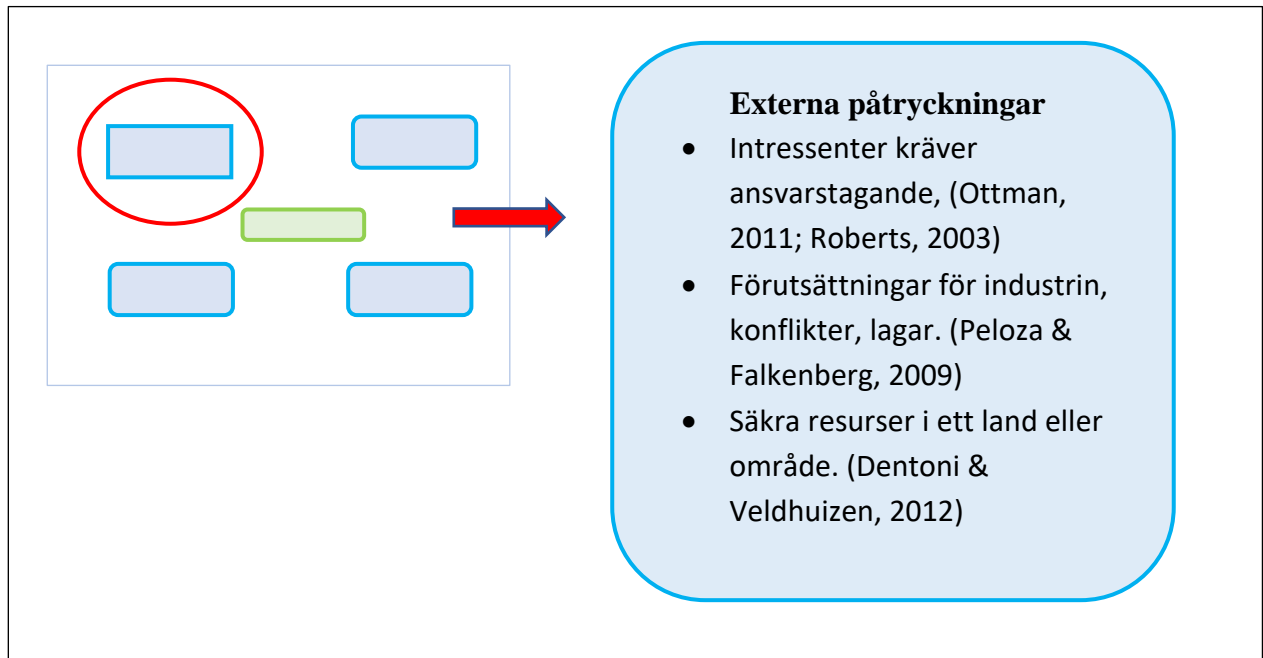 Externa påtryckningar
• Intressenter kräver
ansvarstagande, (Ottman,
2011; Roberts, 2003)
• Förutsättningar för industrin,
konflikter, lagar. (Peloza &
Falkenberg, 2009)
• Säkra resurser i ett land eller
område. (Dentoni &
Veldhuizen, 2012)